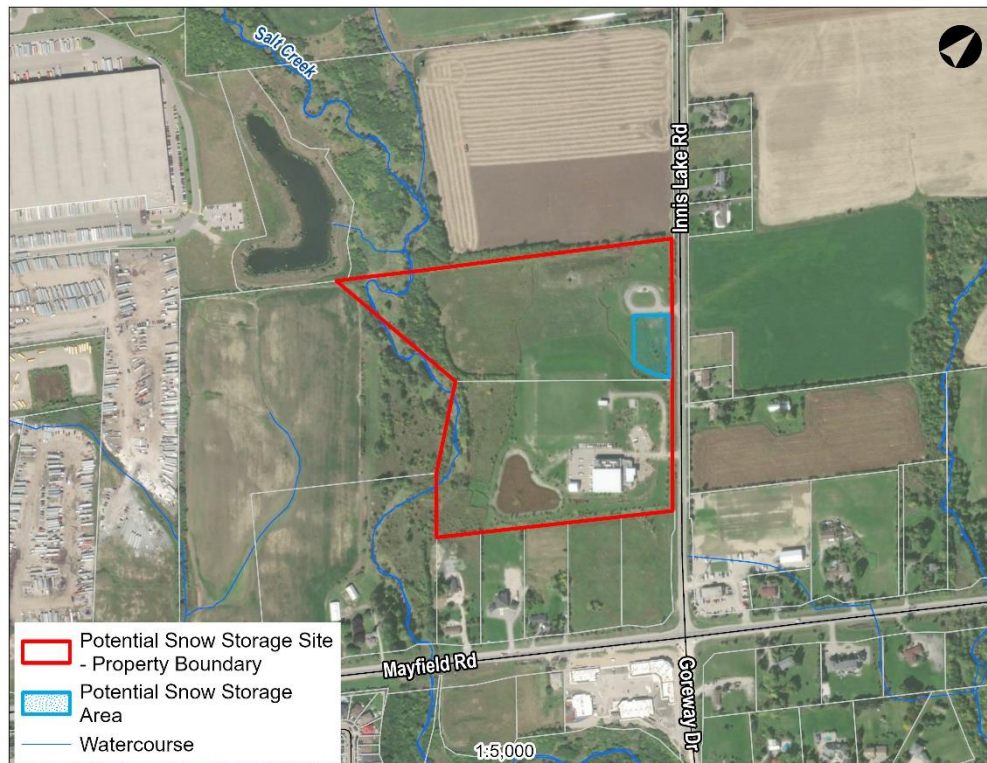 Salt Creek
Innis Lake Rd
Potential Snow Storage Site
- Property Boundary
Potential Snow Storage
Area
Watercourse
Mayfield Rd
Goreway Dr
1:5,000